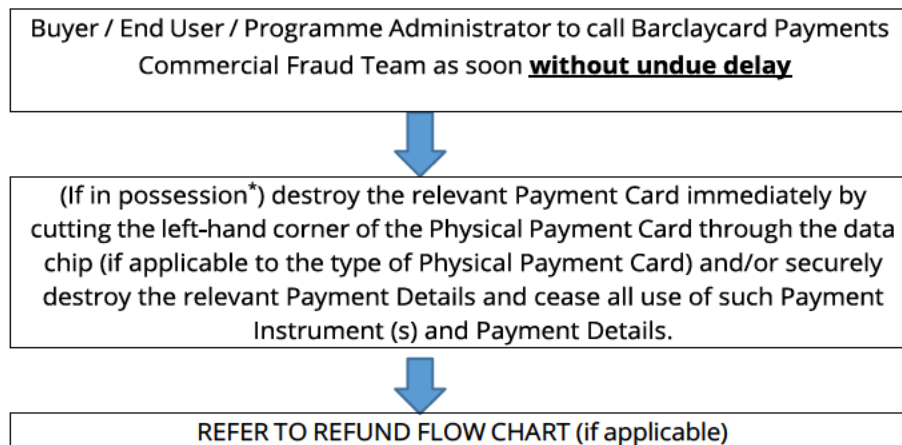 Buyer / End User / Programme Administrator to call Barclaycard Payments
Commercial Fraud Team as soon without undue delay
(If in possession*) destroy the relevant Payment Card immediately by
cutting the left-hand corner of the Physical Payment Card through the data
chip (if applicable to the type of Physical Payment Card) and/or securely
destroy the relevant Payment Details and cease all use of such Payment
Instrument (s) and Payment Details.
REFER TO REFUND FLOW CHART (if applicable)